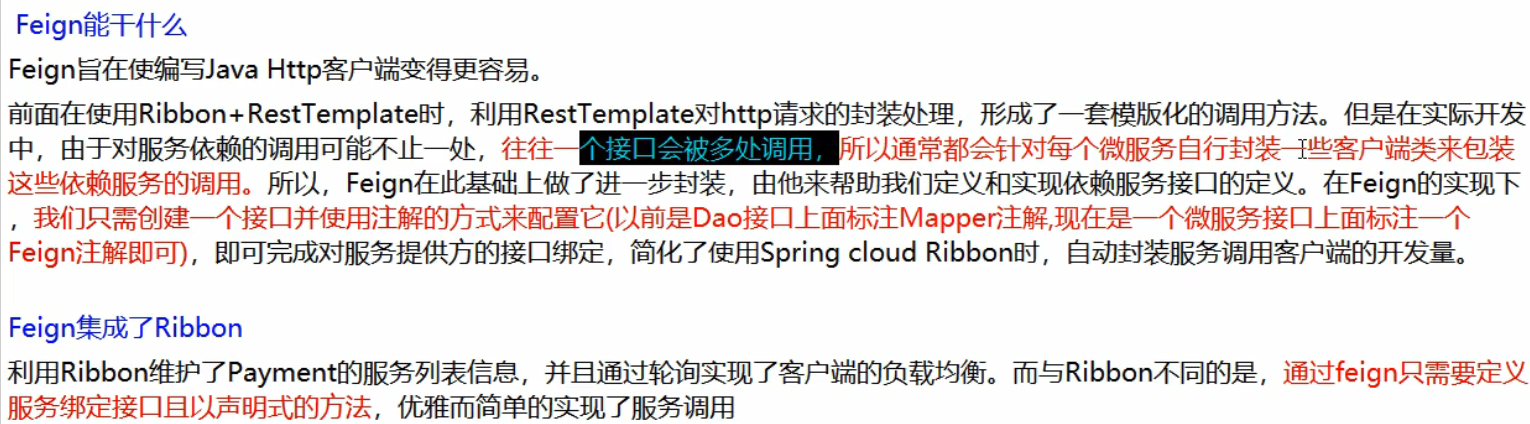 Feign能干什么
Feign旨在使编写Java Http客户端变得更容易。
前面在使用Ribbon+RestTemplate时，利用RestTemplate对http请求的封装处理，形成了一套模版化的调用方法。但是在实际开发
中，由于对服务依赖的调用可能不止一处，往往一个接口会被多处调用，所以通常都会针对每个微服务自行封装一些客户端类来包装
这些依赖服务的调用。所以，Feign在此基础上做了进一步封装，由他来帮助我们定义和实现依赖服务接口的定义。在Feign的实现下
，我们只需创建一个接口并使用注解的方式来配置它(以前是Dao接口上面标注Mapper注解,现在是一个微服务接口上面标注一个
Feign注解即可)，即可完成对服务提供方的接口绑定，简化了使用Spring cloud Ribbon时，自动封装服务调用客户端的开发量。
Feign集成了Ribbon
利用Ribbon维护了Payment的服务列表信息，并且通过轮询实现了客户端的负载均衡。而与Ribbon不同的是，通过feign只需要定义
服务绑定接口且以声明式的方法，优雅而简单的实现了服务调用